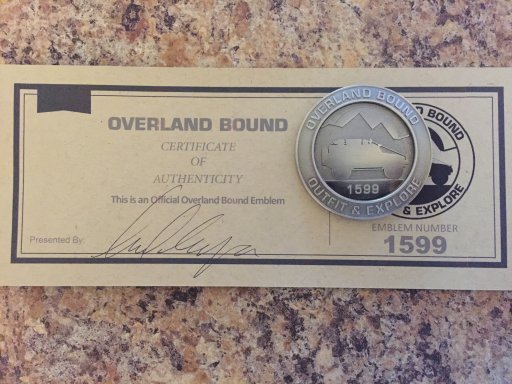 OVERLAND BOUND
CERTIFICATE
OF
AUTHENTICITY
This is an Official Overland Bound Emblem
Presented By:
OVERLAND BOUND
1599
OUTFIT & EXPLORE
BOUND
& EXPLORE
EMBLEM NUMBER
1599